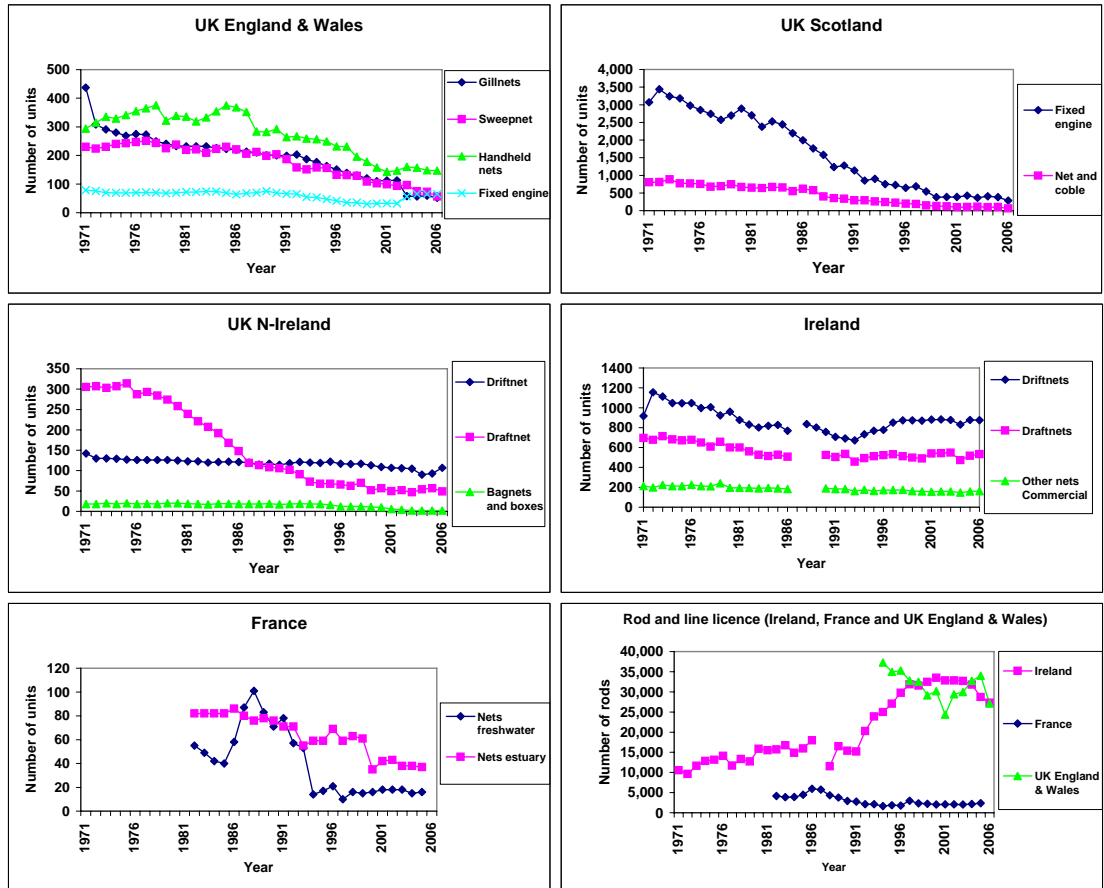 UK England & Wales
500
400
300
200
100
0
Number of units
1971
1976
1981
1986
1991
1996
2001
2006
Year
Gillnets
Sweepnet
Handheld
nets
Fixed engine
UK Scotland
4,000
3,500
3,000
2,500
2,000
1,500
1,000
500
0
Number of units
1971
1976
1981
1986
1991
1996
2001
2006
Year
Fixed
engine
Net and
coble
UK N-Ireland
350
300
250
200
150
100
50
0
Number of units
1971
1976
1981
1986
1991
1996
2001
2006
Year
Driftnet
Draftnet
Bagnets
and boxes
Ireland
1400
1200
1000
800
600
400
200
0
Number of units
1971
1976
1981
1986
1991
1996
2001
2006
Year
Driftnets
Draftnets
Other nets
Commercial
France
120
100
80
60
40
20
0
Number of units
1971
1976
1981
1986
1991
1996
2001
2006
Year
Nets
freshwater
Nets estuary
Rod and line licence (Ireland, France and UK England & Wales)
40,000
35,000
30,000
25,000
20,000
15,000
10,000
5,000
0
Number of rods
1971
1976
1981
1986
1991
1996
2001
2006
Year
Ireland
France
UK England
& Wales